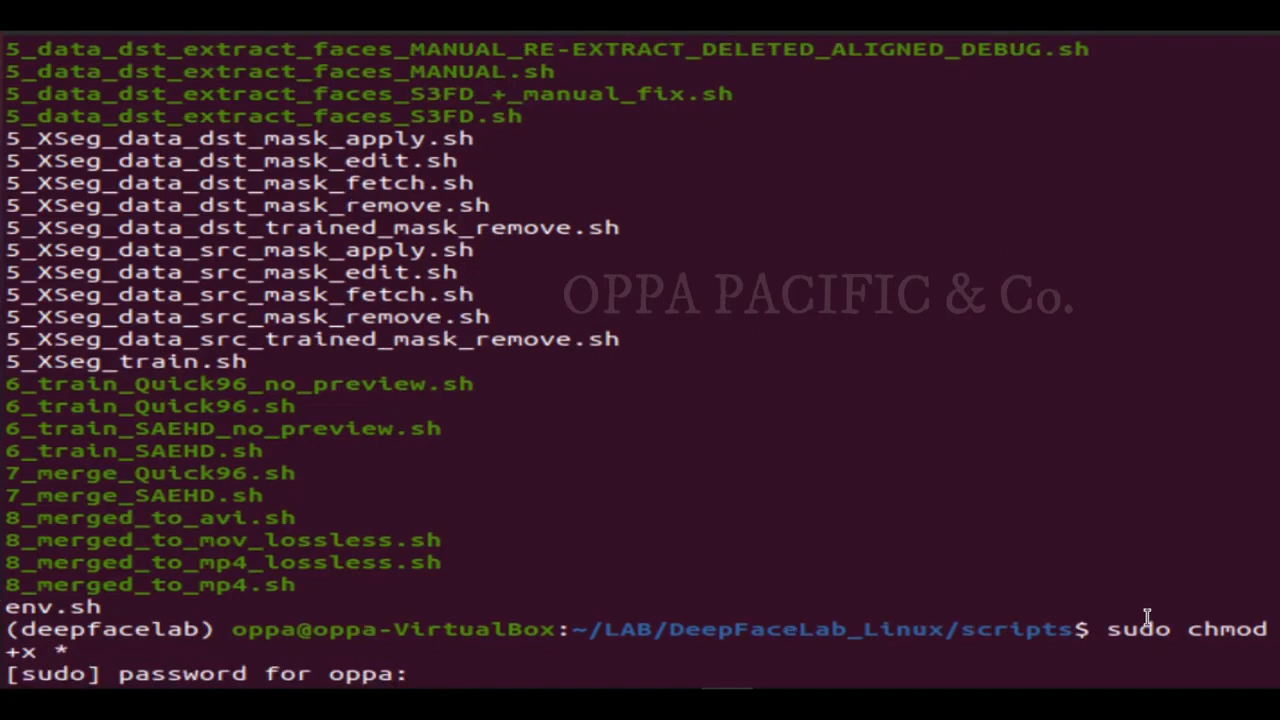 5_data_dst_extract_faces_MANUAL_RE-EXTRACT_DELETED_ALIGNED_DEBUG.sh
5_data_dst_extract_faces_MANUAL.sh
5_data_dst_extract_faces_S3FD_+_manual_fix.sh
5_data_dst_extract_faces_S3FD.sh
5_XSeg_data_dst_mask_apply.sh
5_XSeg_data_dst_mask_edit.sh
5_XSeg_data_dst_mask_fetch.sh
5_XSeg_data_dst_mask_remove.sh
5_XSeg_data_dst_trained_mask_remove.sh
5_XSeg_data_src_mask_apply.sh
5_XSeg_data_src_mask_edit.sh
5_XSeg_data_src_mask_fetch.sh
OPPA PACIFIC & Co.
5_XSeg_data_src_mask_remove.sh
5_XSeg_data_src_trained_mask_remove.sh
5_XSeg_train.sh
6_train_Quick96_no_preview.sh
6_train_Quick96.sh
6_train_SAEHD_no_preview.sh
6_train_SAEHD.sh
7_merge_Quick96.sh
7_merge_SAEHD.sh
8_merged_to_avi.sh
8_merged_to_mov_lossless.sh
8_merged_to_mp4_lossless.sh
8_merged_to_mp4.sh
env.sh
(deepfacelab) oppa@oppa-VirtualBox:~/LAB/DeepFaceLab_Linux/scripts$ sudo chmod
+x *
[sudo] password for oppa: